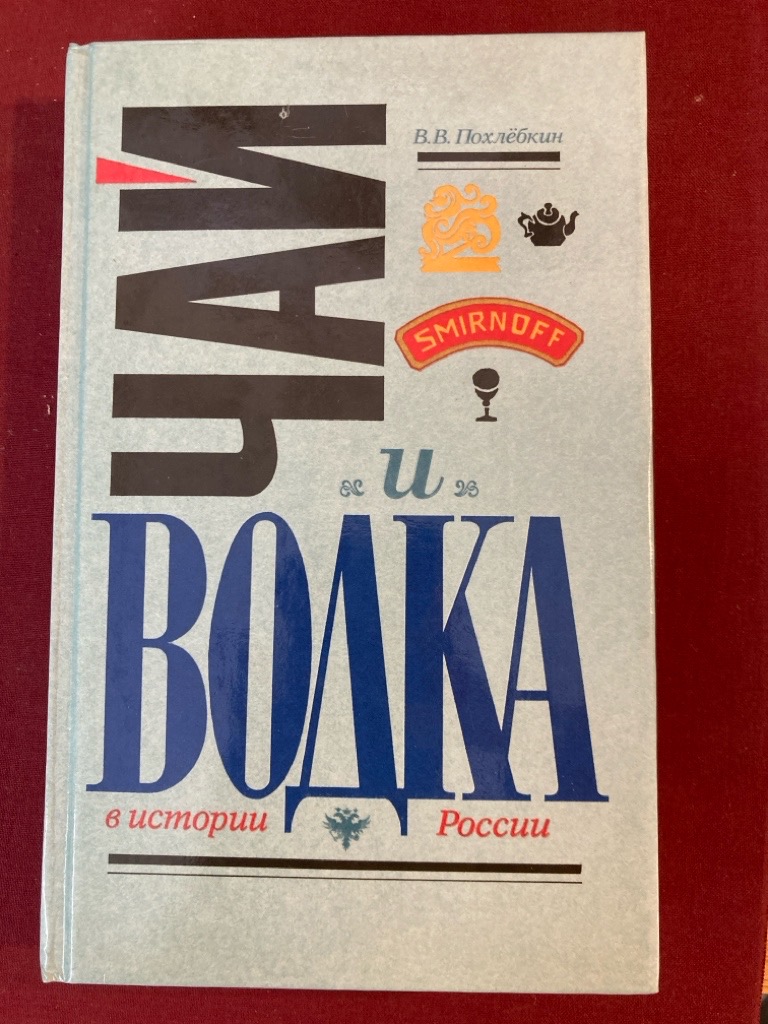 В.В. Похлёбкин
ЧАЙ
SMIRNOFF
и
ВОДКА
в истории России